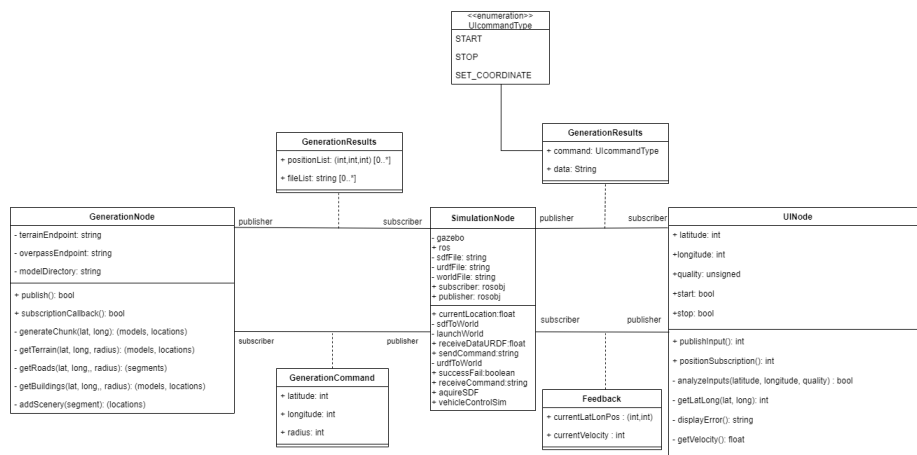 <<enumeration>>
UIcommandType
START
STOP
SET_COORDINATE
GenerationResults
+ positionList: (int,int,int) [0..*]
+ fileList: string [0..*]
GenerationResults
+ command: UIcommandType
+ data: String
GenerationNode
- terrainEndpoint: string
- overpassEndpoint: string
- modelDirectory: string
+ publish(): bool
+ subscriptionCallback(): bool
- generateChunk(lat, long): (models, locations)
- getTerrain(lat, long, radius): (models, locations)
- getRoads(lat, long,, radius): (segments)
- getBuildings(lat, long,, radius): (models, locations)
- addScenery(segment): (locations)
publisher
subscriber
subscriber
publisher
SimulationNode
- gazebo
+ ros
- sdfFile: string
- urdfFile: string
- worldFile: string
+ subscriber: rosobj
+ publisher: rosobj
+ currentLocation:float
- sdfToWorld
- launchWorld
+ receiveDataURDF:float
+ sendCommand:string
- urdfToWorld
+ successFail:boolean
+ receiveCommand:string
+ aquireSDF
+ vehicleControlSim
publisher
subscriber
subscriber
publisher
UINode
+ latitude: int
+longitude: int
+quality: unsigned
+start: bool
+stop: bool
+ publishInput(): int
+ positionSubscription(): int
- analyzeInputs(latitude, longitude, quality) : bool
- getLatLong(lat, long): int
- displayError(): string
- getVelocity(): float
GenerationCommand
+ latitude: int
+ longitude: int
+ radius: int
Feedback
+ currentLatLonPos : (int,int)
+ currentVelocity : int